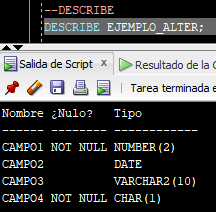 --DESCRIBE
DESCRIBE EJEMPLO_ALTER;
Salida de Script
Resultado de la C
Tarea terminada e
Nombre ¿Nulo? Tipo
------ -------- ------------
CAMPO1 NOT NULL NUMBER(2)
CAMPO2 DATE
CAMPO3 VARCHAR2(10)
CAMPO4 NOT NULL CHAR(1)